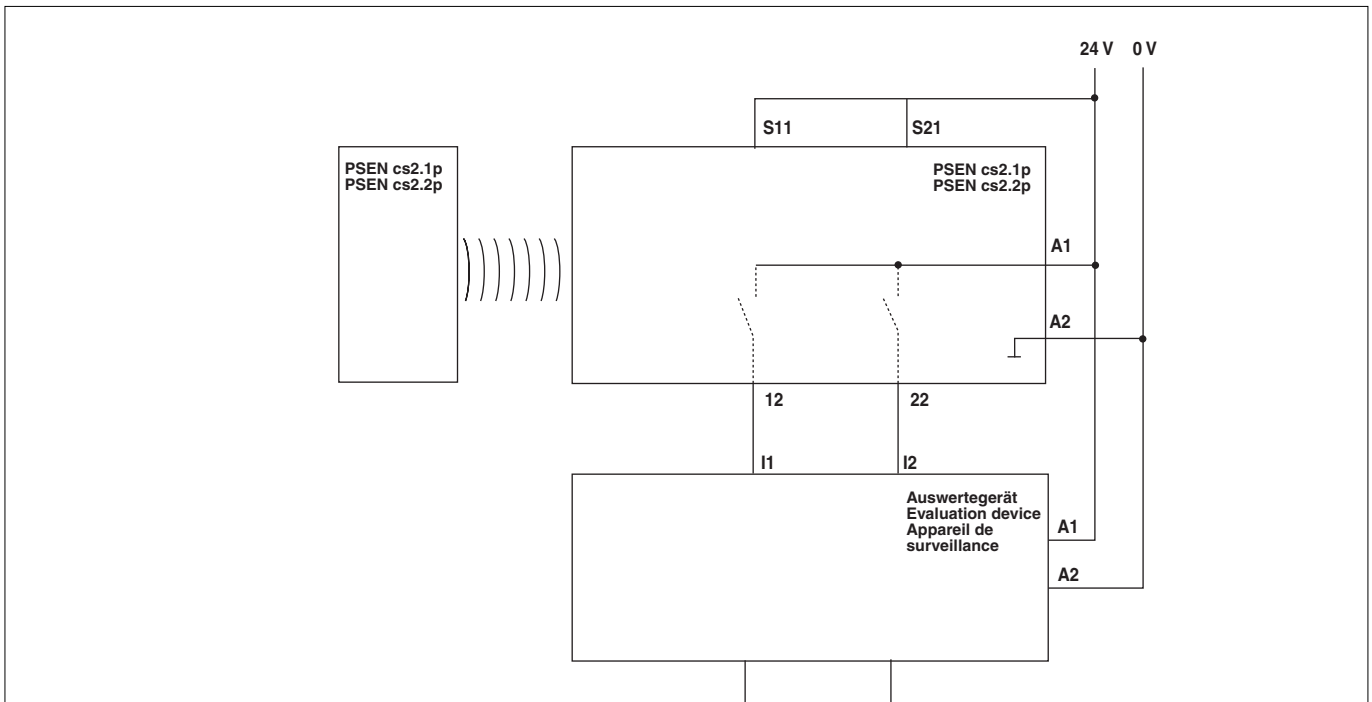 24 V 0 V
S11 S21
PSEN cs2.1p
PSEN cs2.2p
PSEN cs2.1p
PSEN cs2.2p
A1
A2
12 22
I1 I2
Auswertegerät
Evaluation device
Appareil de
surveillance
A1
A2